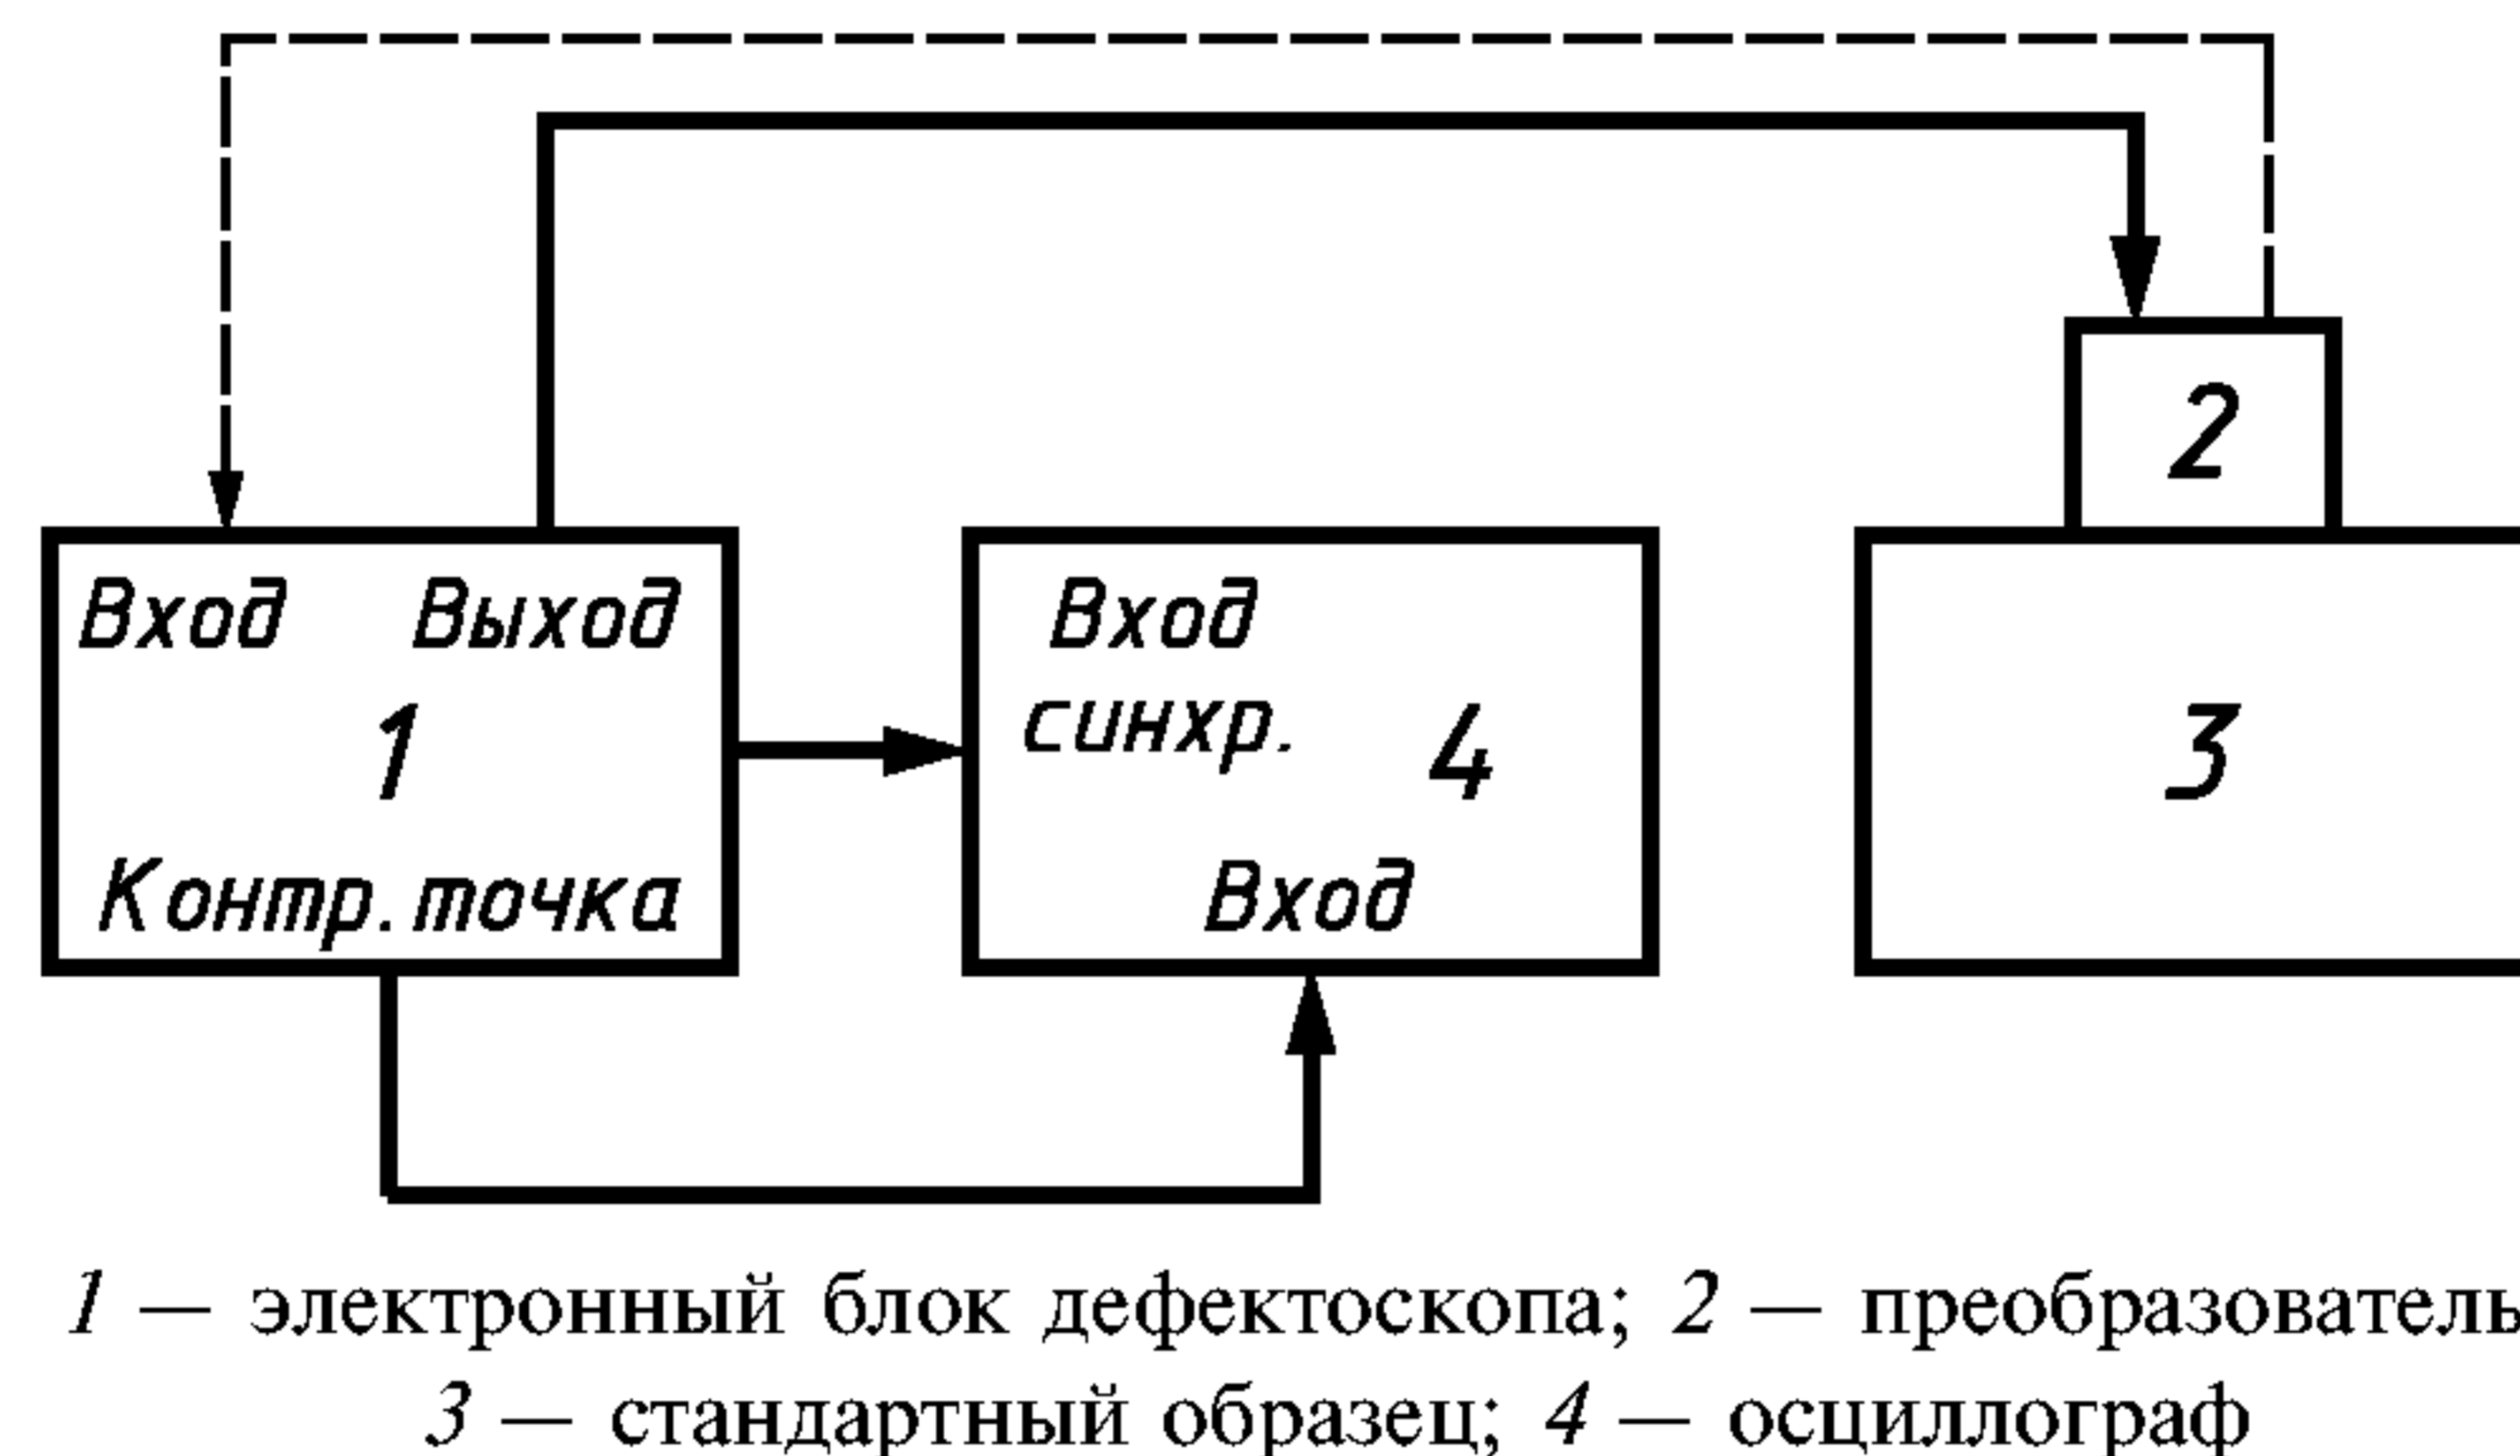 2
Вход Выход
1
Контр. точка
Вход
синхр.
4
Вход
3
1 — электронный блок дефектоскопа; 2 — преобразователь
3 — стандартный образец; 4 — осциллограф